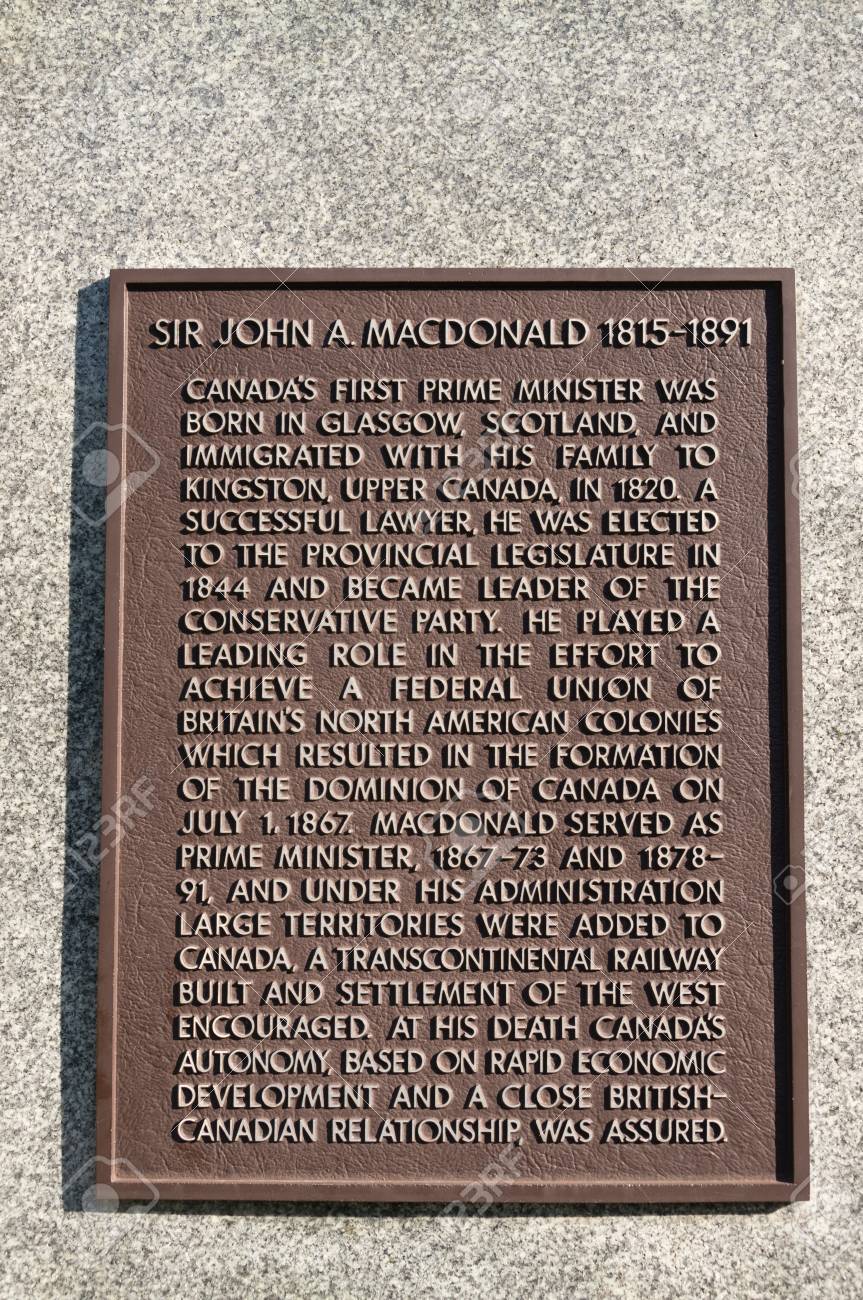 SIR JOHN A. MACDONALD 1815-1891
CANADA'S FIRST PRIME MINISTER WAS
BORN IN GLASGOW, SCOTLAND, AND
IMMIGRATED WITH HIS FAMILY TO
KINGSTON, UPPER CANADA, IN 1820. A
SUCCESSFUL LAWYER, HE WAS ELECTED
TO THE PROVINCIAL LEGISLATURE IN
1844 AND BECAME LEADER OF THE
CONSERVATIVE PARTY. HE PLAYED A
LEADING ROLE IN THE EFFORT TO
ACHIEVE A FEDERAL UNION OF
BRITAIN'S NORTH AMERICAN COLONIES
WHICH RESULTED IN THE FORMATION
OF THE DOMINION OF CANADA ON
JULY 1, 1867. MACDONALD SERVED AS
PRIME MINISTER, 1867-73 AND 1878-
91, AND UNDER HIS ADMINISTRATION
LARGE TERRITORIES WERE ADDED TO
CANADA, A TRANSCONTINENTAL RAILWAY
BUILT AND SETTLEMENT OF THE WEST
ENCOURAGED. AT HIS DEATH CANADA'S
AUTONOMY, BASED ON RAPID ECONOMIC
DEVELOPMENT AND A CLOSE BRITISH-
CANADIAN RELATIONSHIP, WAS ASSURED.
123RF
123RF
123RF
123RF